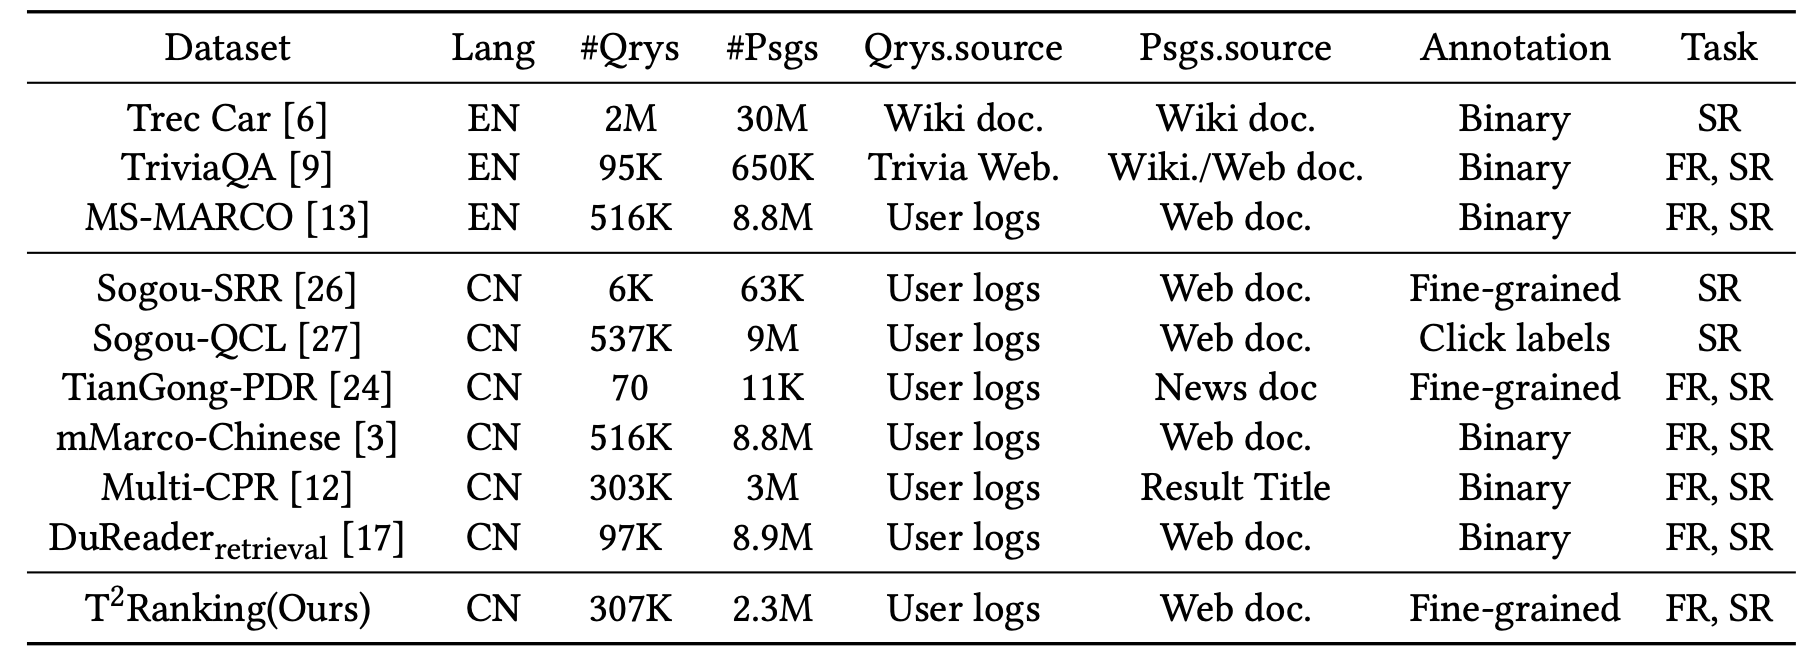 Dataset Lang #Qrys #Psgs Qrys.source Psgs.source Annotation Task
Trec Car [6] EN 2M 30M Wiki doc. Wiki doc. Binary SR
TriviaQA [9] EN 95K 650K Trivia Web. Wiki./Web doc. Binary FR, SR
MS-MARCO [13] EN 516K 8.8M User logs Web doc. Binary FR, SR
Sogou-SRR [26] CN 6K 63K User logs Web doc. Fine-grained SR
Sogou-QCL [27] CN 537K 9M User logs Web doc. Click labels SR
TianGong-PDR [24] CN 70 11K User logs News doc Fine-grained FR, SR
mMarco-Chinese [3] CN 516K 8.8M User logs Web doc. Binary FR, SR
Multi-CPR [12] CN 303K 3M User logs Result Title Binary FR, SR
DuReader_retrieval [17] CN 97K 8.9M User logs Web doc. Binary FR, SR
T²Ranking(Ours) CN 307K 2.3M User logs Web doc. Fine-grained FR, SR